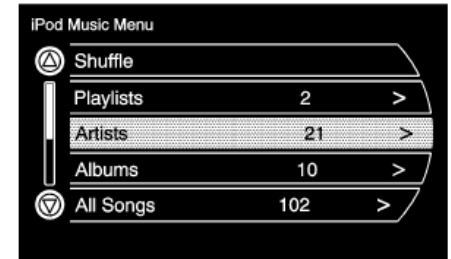 iPod Music Menu
Shuffle
Playlists 2 >
Artists 21 >
Albums 10 >
All Songs 102 >